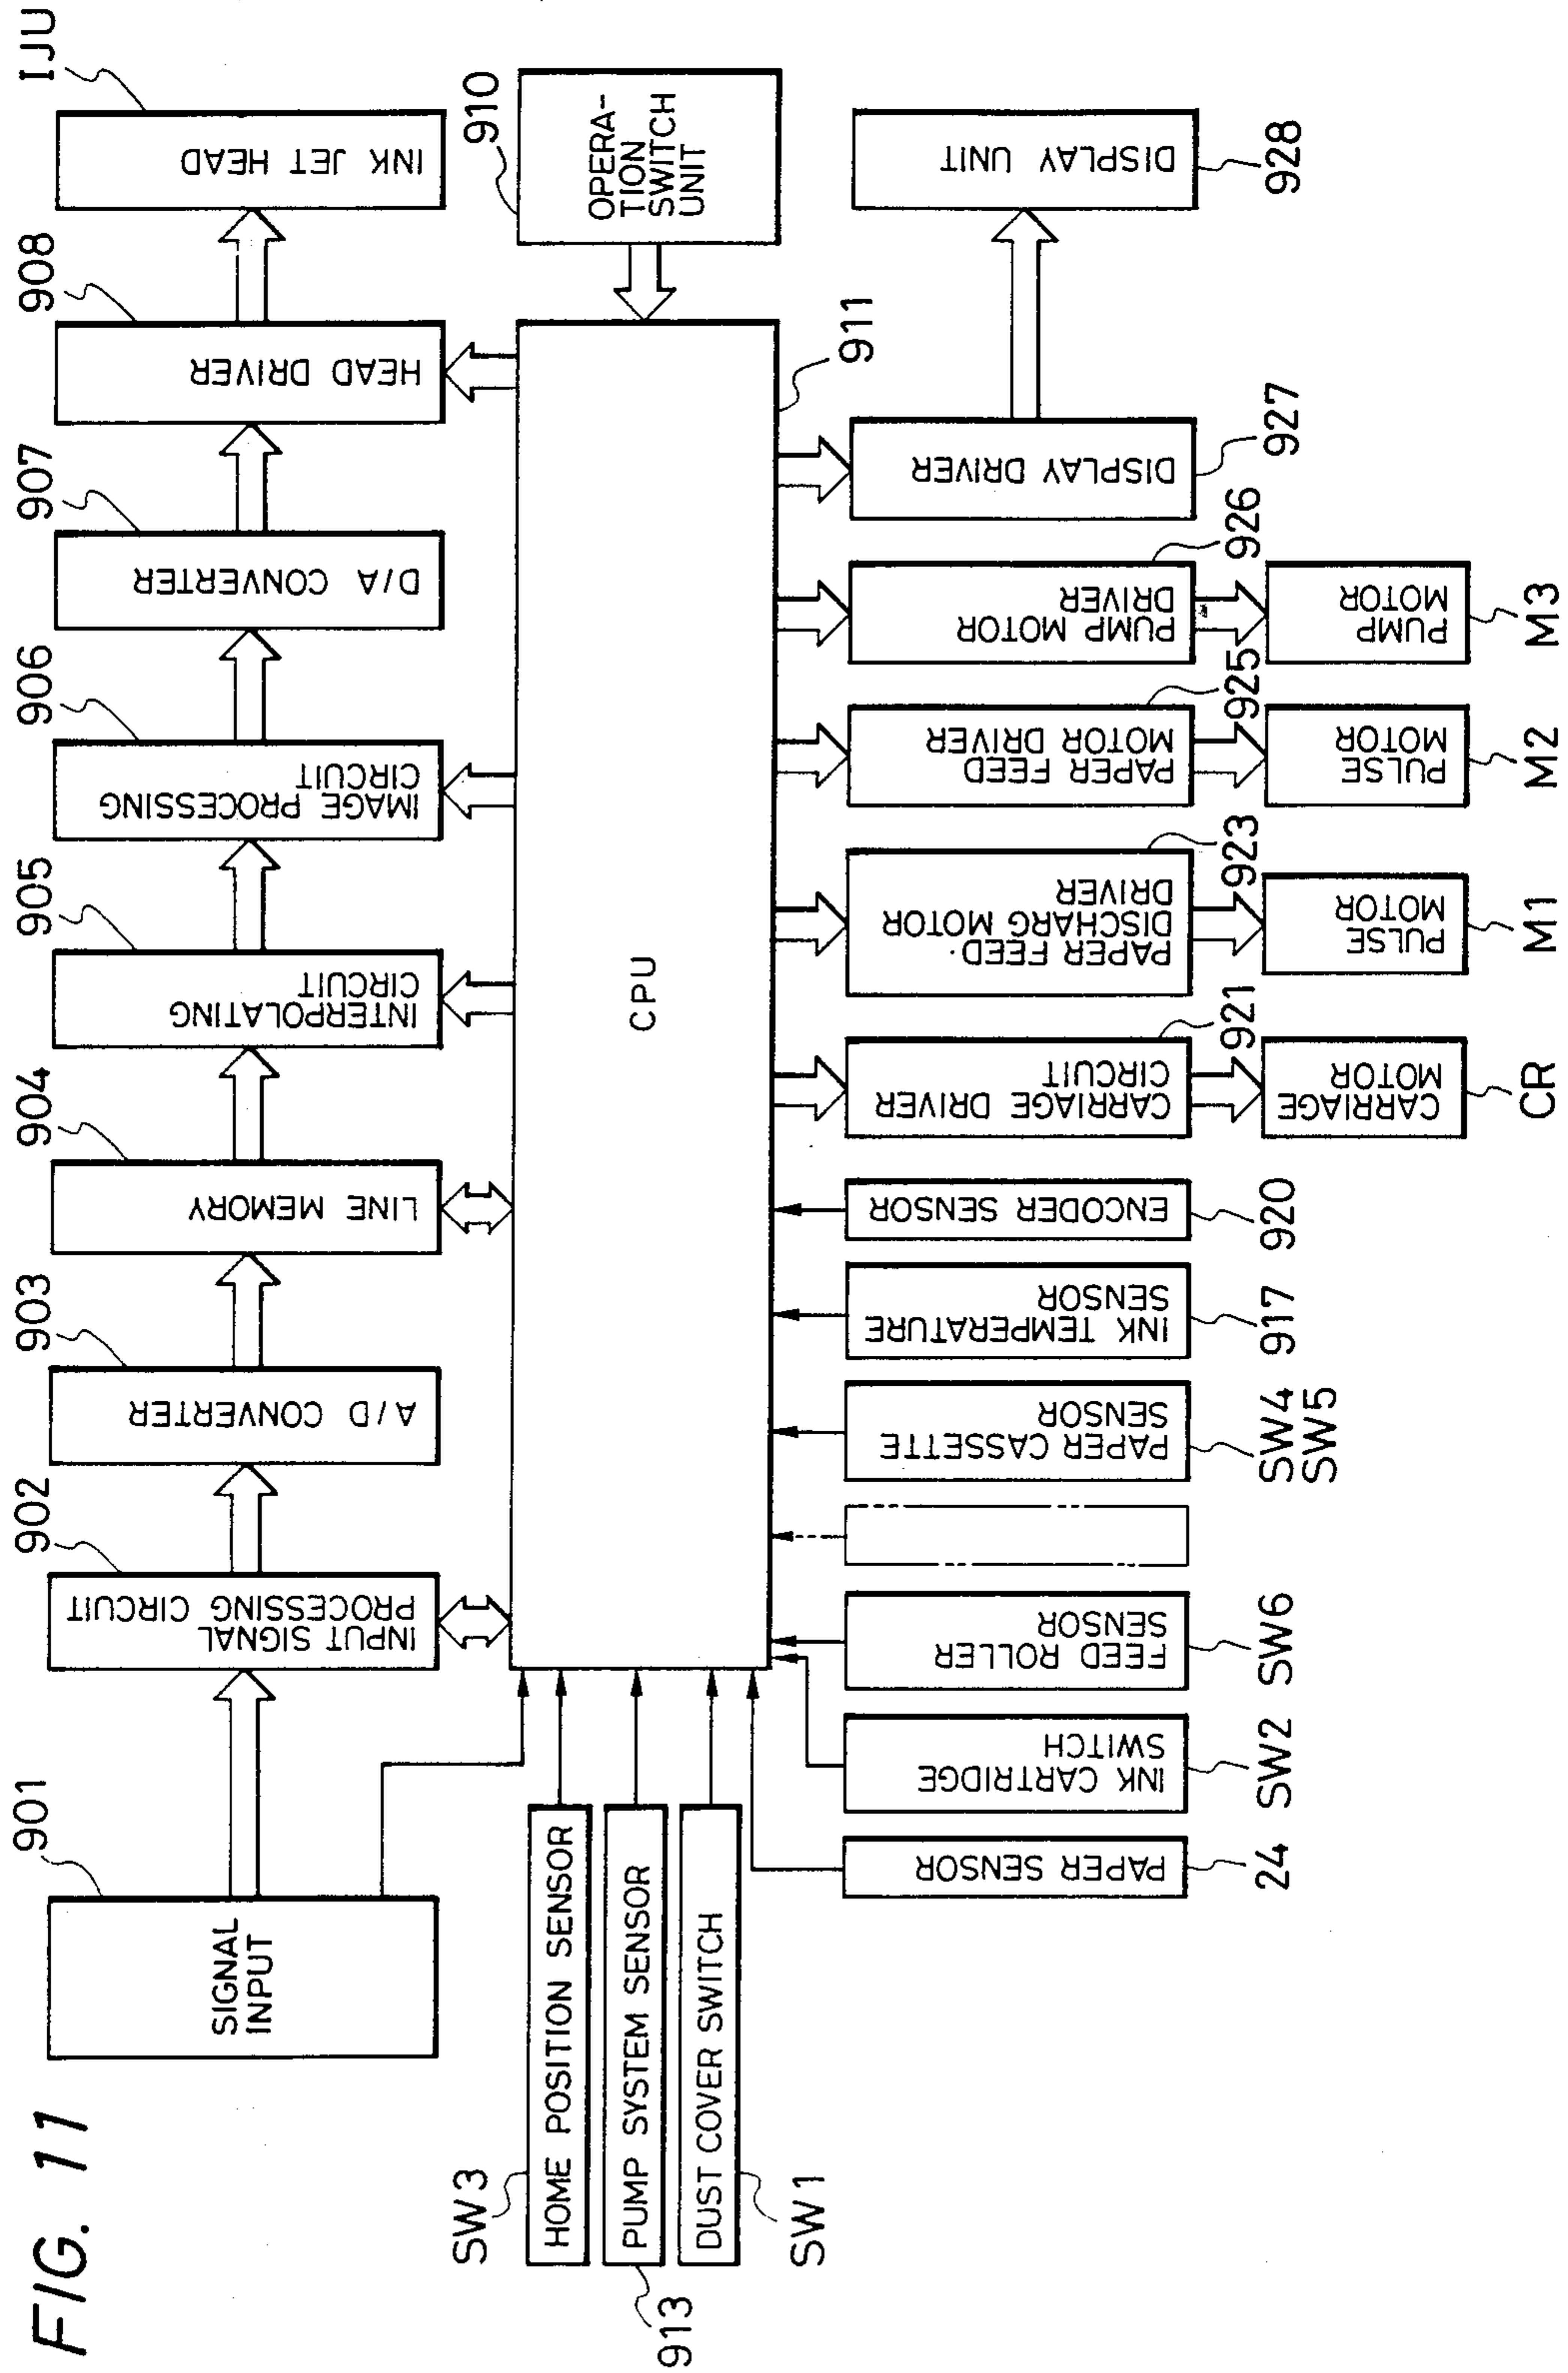 FIG. 11
901
902
903
904
905
906
907
908
IJU
SIGNAL
INPUT
INPUT SIGNAL
PROCESSING CIRCUIT
A/D CONVERTER
LINE MEMORY
INTERPOLATING
CIRCUIT
IMAGE PROCESSING
CIRCUIT
D/A CONVERTER
HEAD DRIVER
INK JET HEAD
910
OPERA-
TION
SWITCH
UNIT
SW3
HOME POSITION SENSOR
PUMP SYSTEM SENSOR
913
DUST COVER SWITCH
SW1
CPU
911
PAPER SENSOR
24
INK CARTRIDGE
SWITCH
SW2
FEED ROLLER
SENSOR
SW6
PAPER CASSETTE
SENSOR
SW4
SW5
INK TEMPERATURE
SENSOR
917
ENCODER SENSOR
920
CARRIAGE DRIVER
CIRCUIT
921
PAPER FEED
DISCHARG MOTOR
DRIVER
923
PAPER FEED
MOTOR DRIVER
925
PUMP MOTOR
DRIVER
926
DISPLAY DRIVER
927
DISPLAY UNIT
928
CARRIAGE
MOTOR
CR
PULSE
MOTOR
M1
PULSE
MOTOR
M2
PUMP
MOTOR
M3